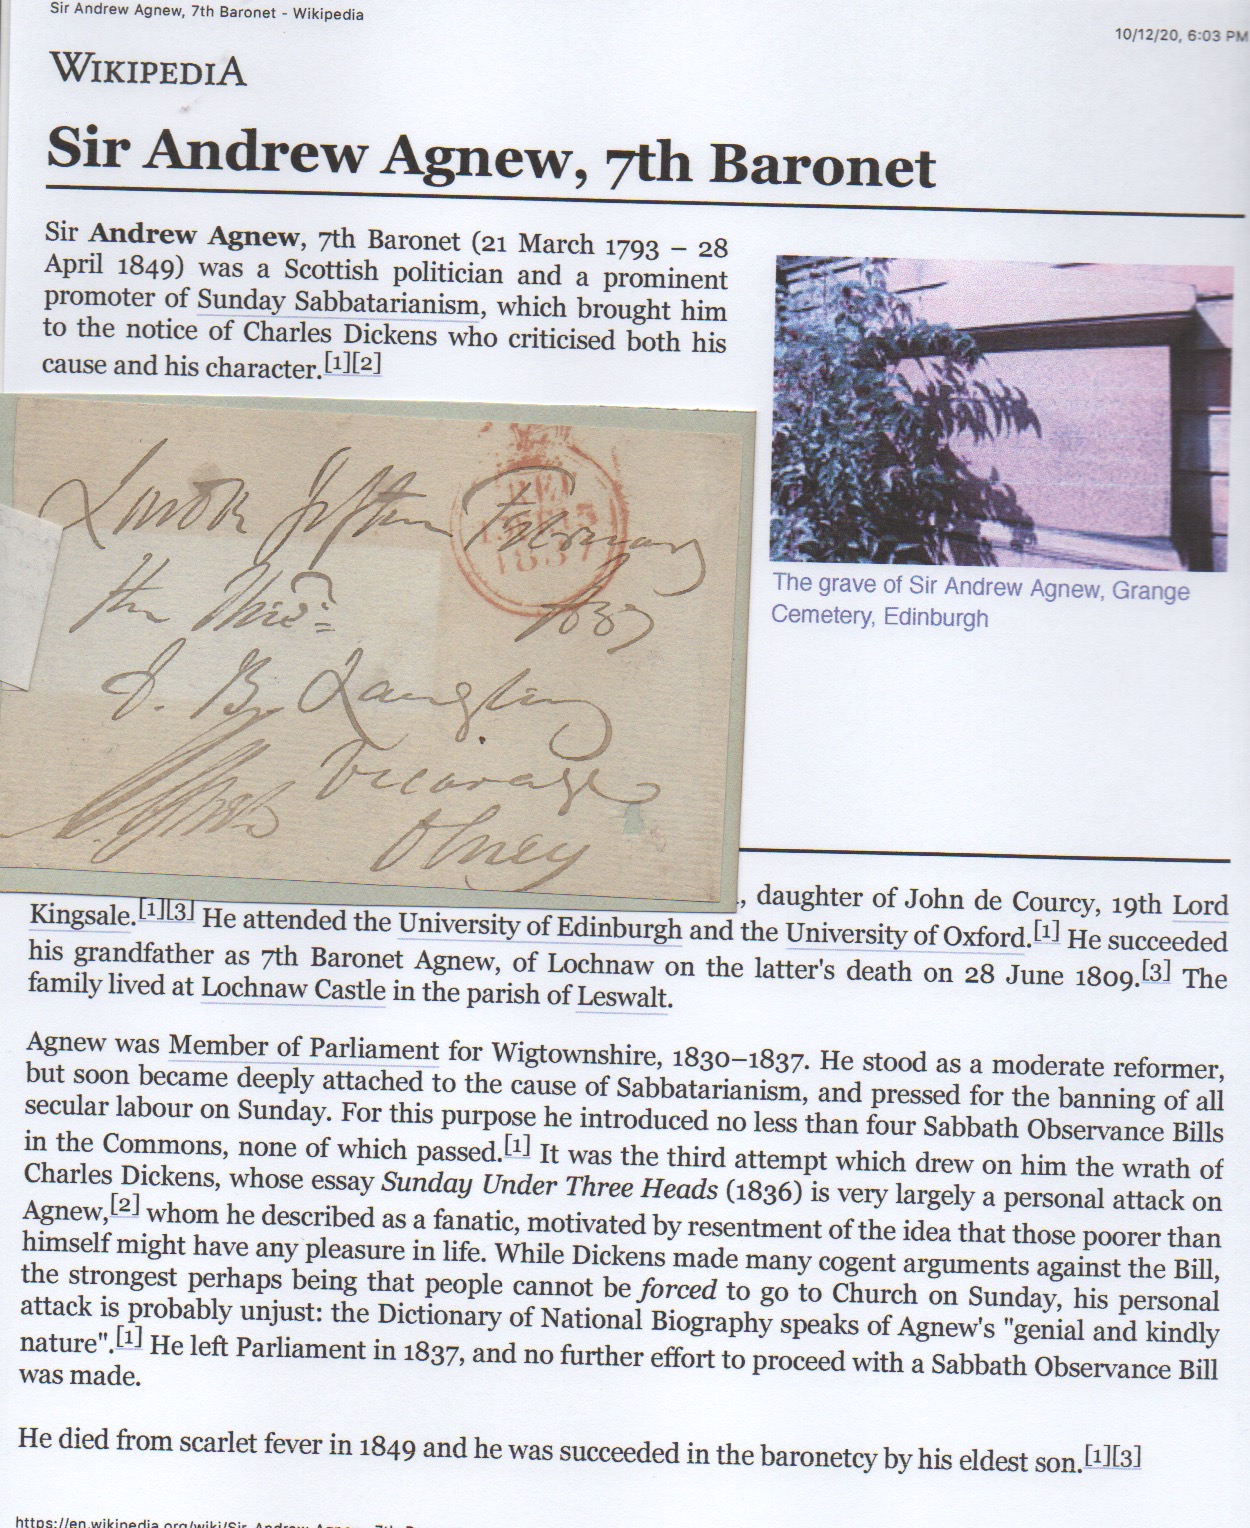 Sir Andrew Agnew, 7th Baronet - Wikipedia
10/12/20, 6:03 PM
WIKIPEDIA
Sir Andrew Agnew, 7th Baronet
Sir Andrew Agnew, 7th Baronet (21 March 1793 – 28
April 1849) was a Scottish politician and a prominent
promoter of Sunday Sabbatarianism, which brought him
to the notice of Charles Dickens who criticised both his
cause and his character.[1][2]
The grave of Sir Andrew Agnew, Grange
Cemetery, Edinburgh
London fifteen February
1837
1837
J. B. Langley
Vicarage
Olney
, daughter of John de Courcy, 19th Lord
Kingsale.[1][3] He attended the University of Edinburgh and the University of Oxford.[1] He succeeded
his grandfather as 7th Baronet Agnew, of Lochnaw on the latter's death on 28 June 1809.[3] The
family lived at Lochnaw Castle in the parish of Leswalt.
Agnew was Member of Parliament for Wigtownshire, 1830–1837. He stood as a moderate reformer,
but soon became deeply attached to the cause of Sabbatarianism, and pressed for the banning of all
secular labour on Sunday. For this purpose he introduced no less than four Sabbath Observance Bills
in the Commons, none of which passed.[1] It was the third attempt which drew on him the wrath of
Charles Dickens, whose essay Sunday Under Three Heads (1836) is very largely a personal attack on
Agnew,[2] whom he described as a fanatic, motivated by resentment of the idea that those poorer than
himself might have any pleasure in life. While Dickens made many cogent arguments against the Bill,
the strongest perhaps being that people cannot be forced to go to Church on Sunday, his personal
attack is probably unjust: the Dictionary of National Biography speaks of Agnew's "genial and kindly
nature".[1] He left Parliament in 1837, and no further effort to proceed with a Sabbath Observance Bill
was made.
He died from scarlet fever in 1849 and he was succeeded in the baronetcy by his eldest son.[1][3]